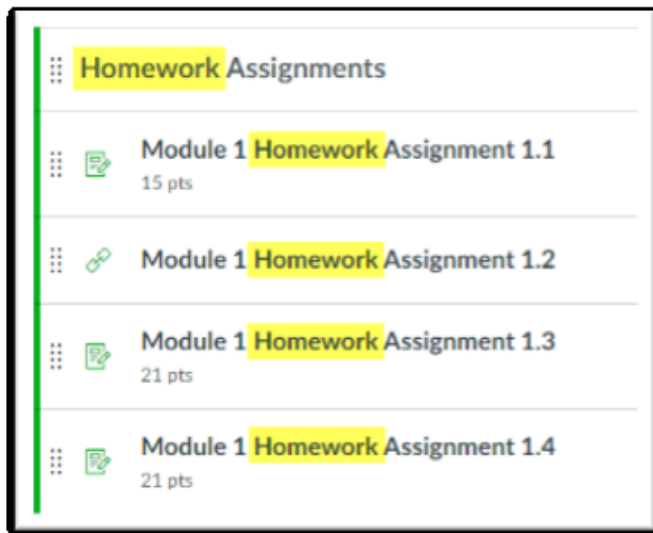 Homework Assignments
Module 1 Homework Assignment 1.1
15 pts
Module 1 Homework Assignment 1.2
Module 1 Homework Assignment 1.3
21 pts
Module 1 Homework Assignment 1.4
21 pts